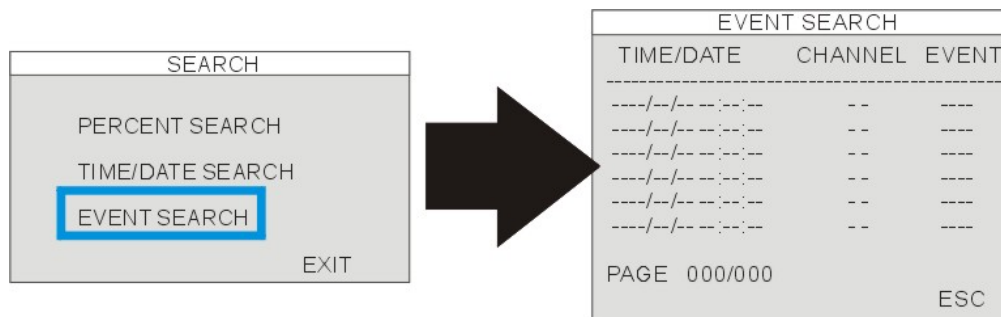 SEARCH
PERCENT SEARCH
TIME/DATE SEARCH
EVENT SEARCH
EXIT
EVENT SEARCH
TIME/DATE CHANNEL EVENT
----/--/-- --:--:-- -- ----
----/--/-- --:--:-- -- ----
----/--/-- --:--:-- -- ----
----/--/-- --:--:-- -- ----
----/--/-- --:--:-- -- ----
----/--/-- --:--:-- -- ----
PAGE 000/000
ESC